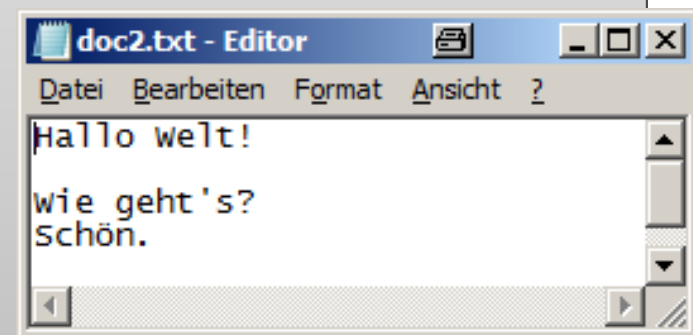 doc2.txt - Editor
Datei Bearbeiten Format Ansicht ?
Hallo Welt!

Wie geht's?
Schön.